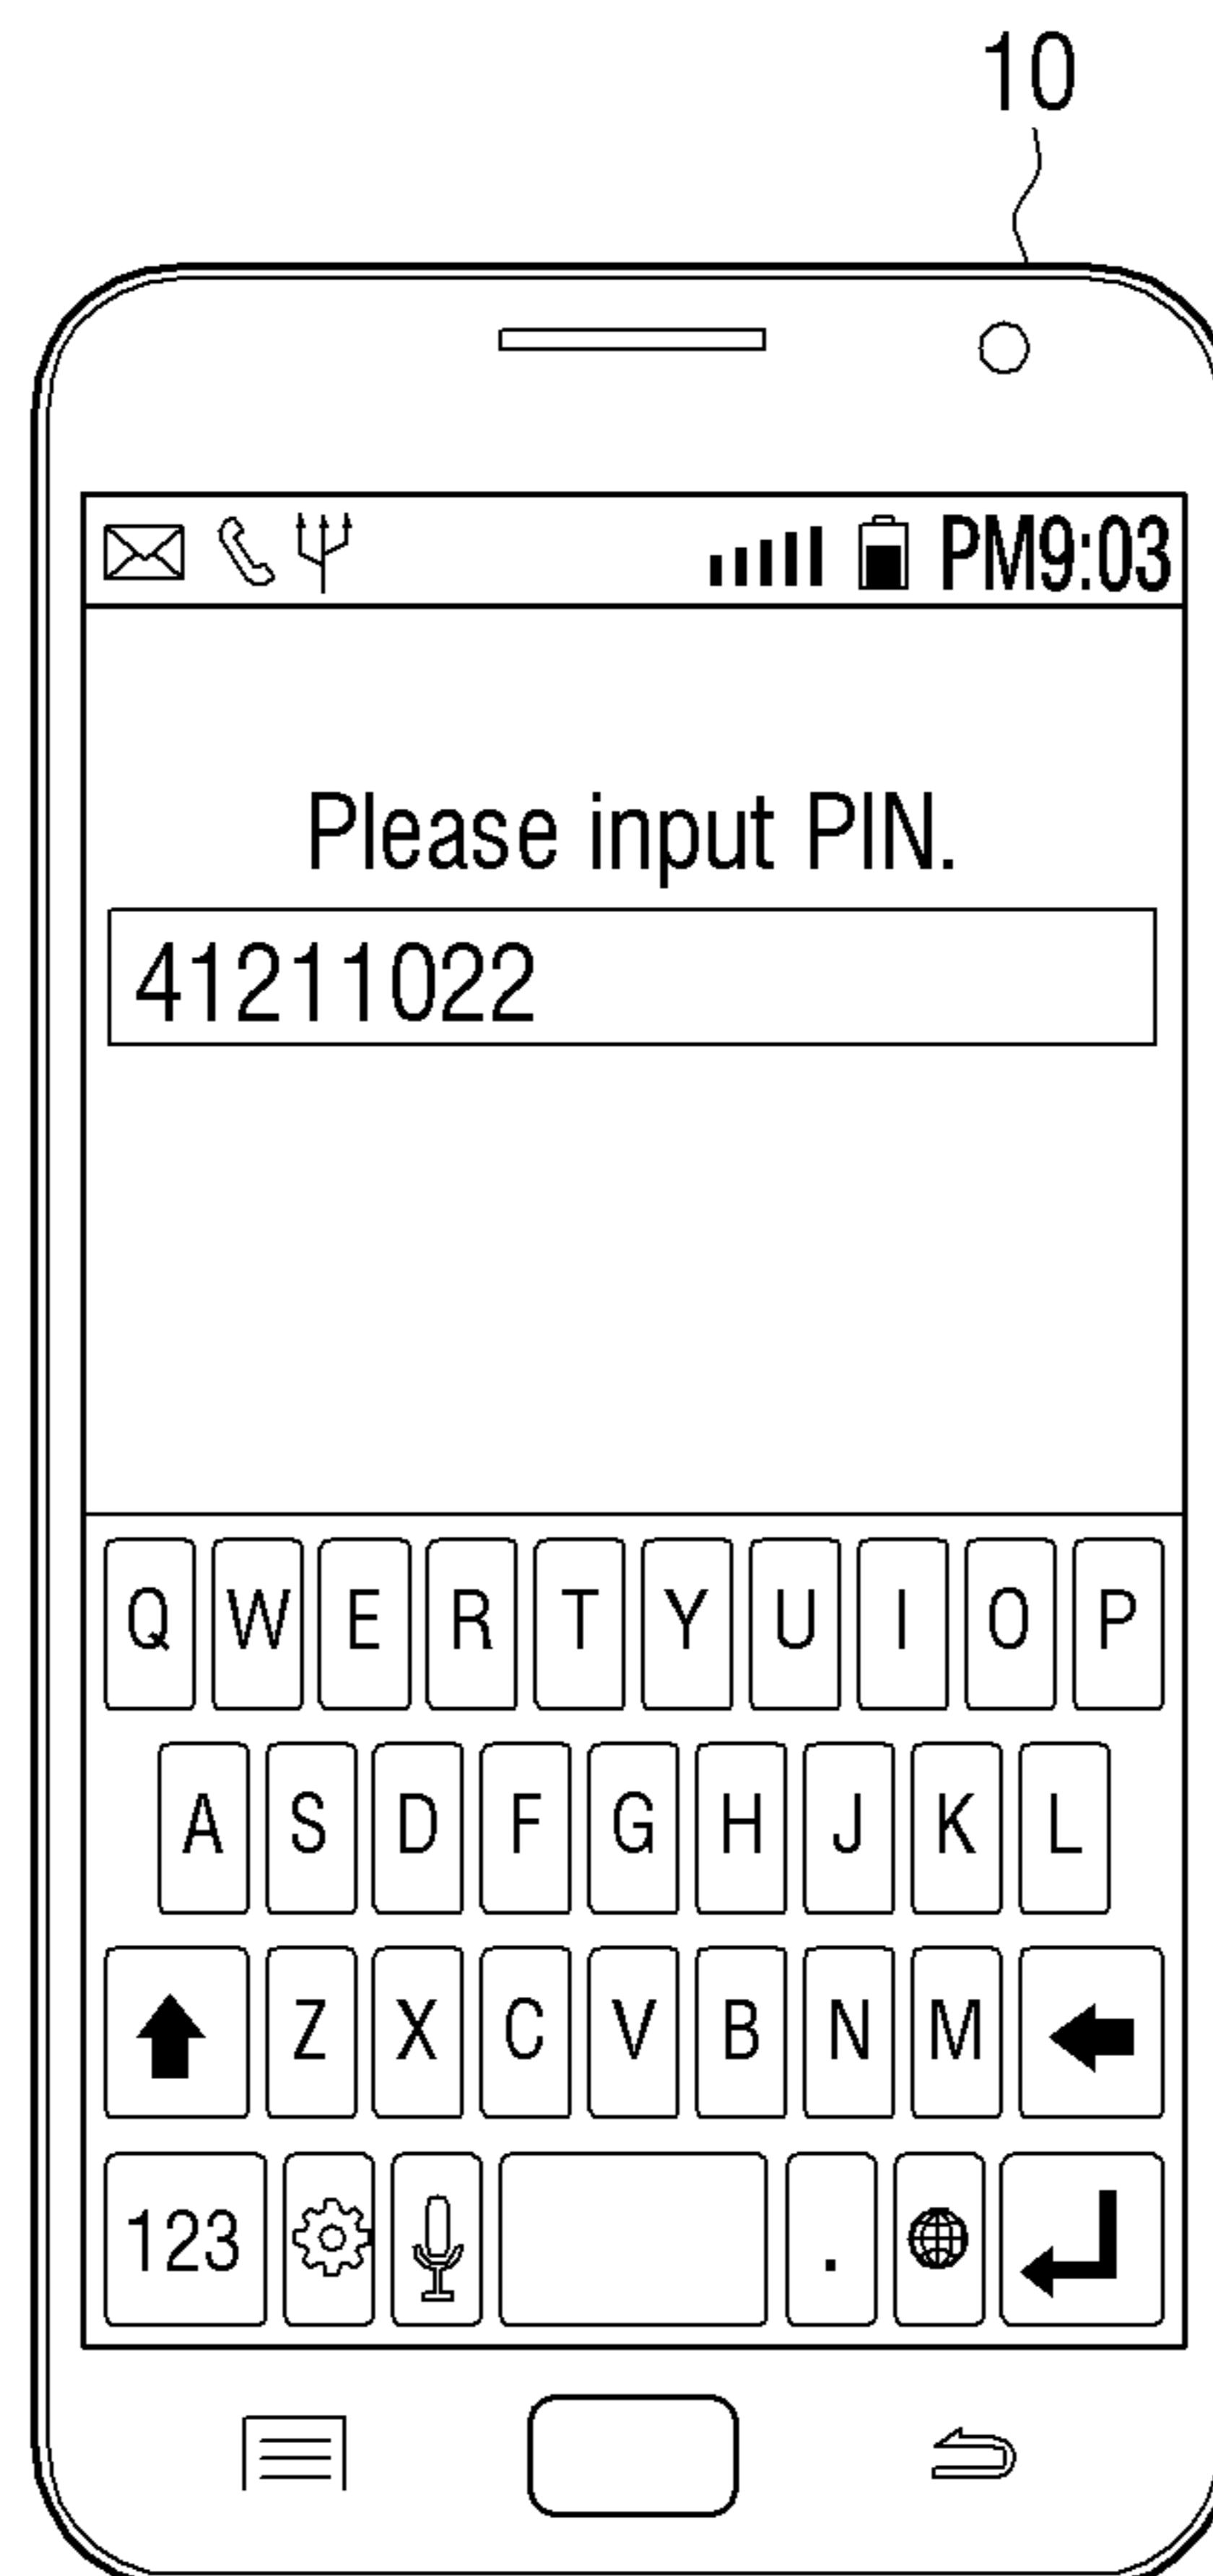 10
PM9:03
Please input PIN.
41211022
Q W E R T Y U I O P
A S D F G H J K L
Z X C V B N M
123 .